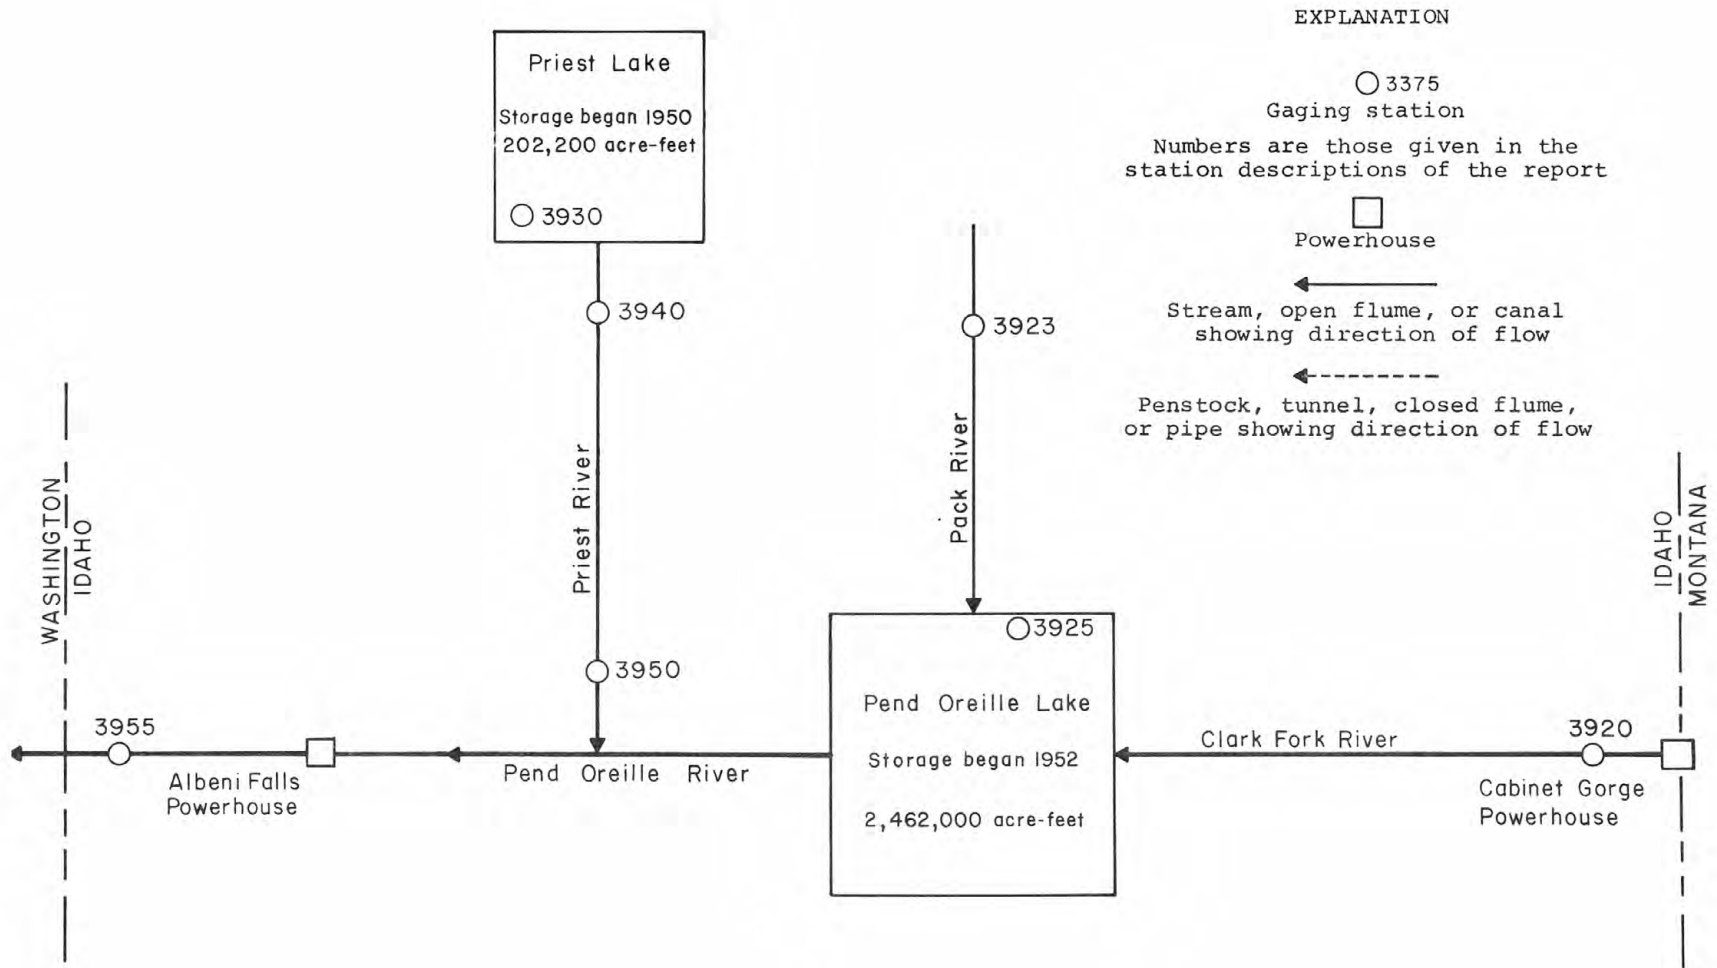 EXPLANATION
3375
Gaging station
Numbers are those given in the
station descriptions of the report
Powerhouse
Stream, open flume, or canal
showing direction of flow
Penstock, tunnel, closed flume,
or pipe showing direction of flow
Priest Lake
Storage began 1950
202,200 acre-feet
3930
3940
3923
Priest River
Pack River
3950
WASHINGTON
IDAHO
IDAHO
MONTANA
3925
Pend Oreille Lake
Storage began 1952
2,462,000 acre-feet
3955
Albeni Falls
Powerhouse
Pend Oreille River
Clark Fork River
3920
Cabinet Gorge
Powerhouse